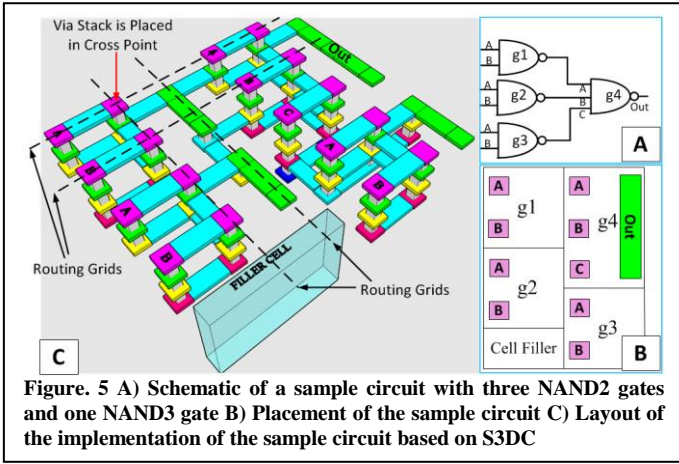 Via Stack is Placed
in Cross Point
Out
A
B
C
A
B
A
B
A
B
Routing Grids
FILLER CELL
Routing Grids
C
A
B
g1
A
B
g2
A
B
g3
A
B
C
g4
Out
A
A
B
g1
A
B
g2
Cell Filler
A
B
C
g4
Out
A
B
g3
B
Figure. 5 A) Schematic of a sample circuit with three NAND2 gates
and one NAND3 gate B) Placement of the sample circuit C) Layout of
the implementation of the sample circuit based on S3DC